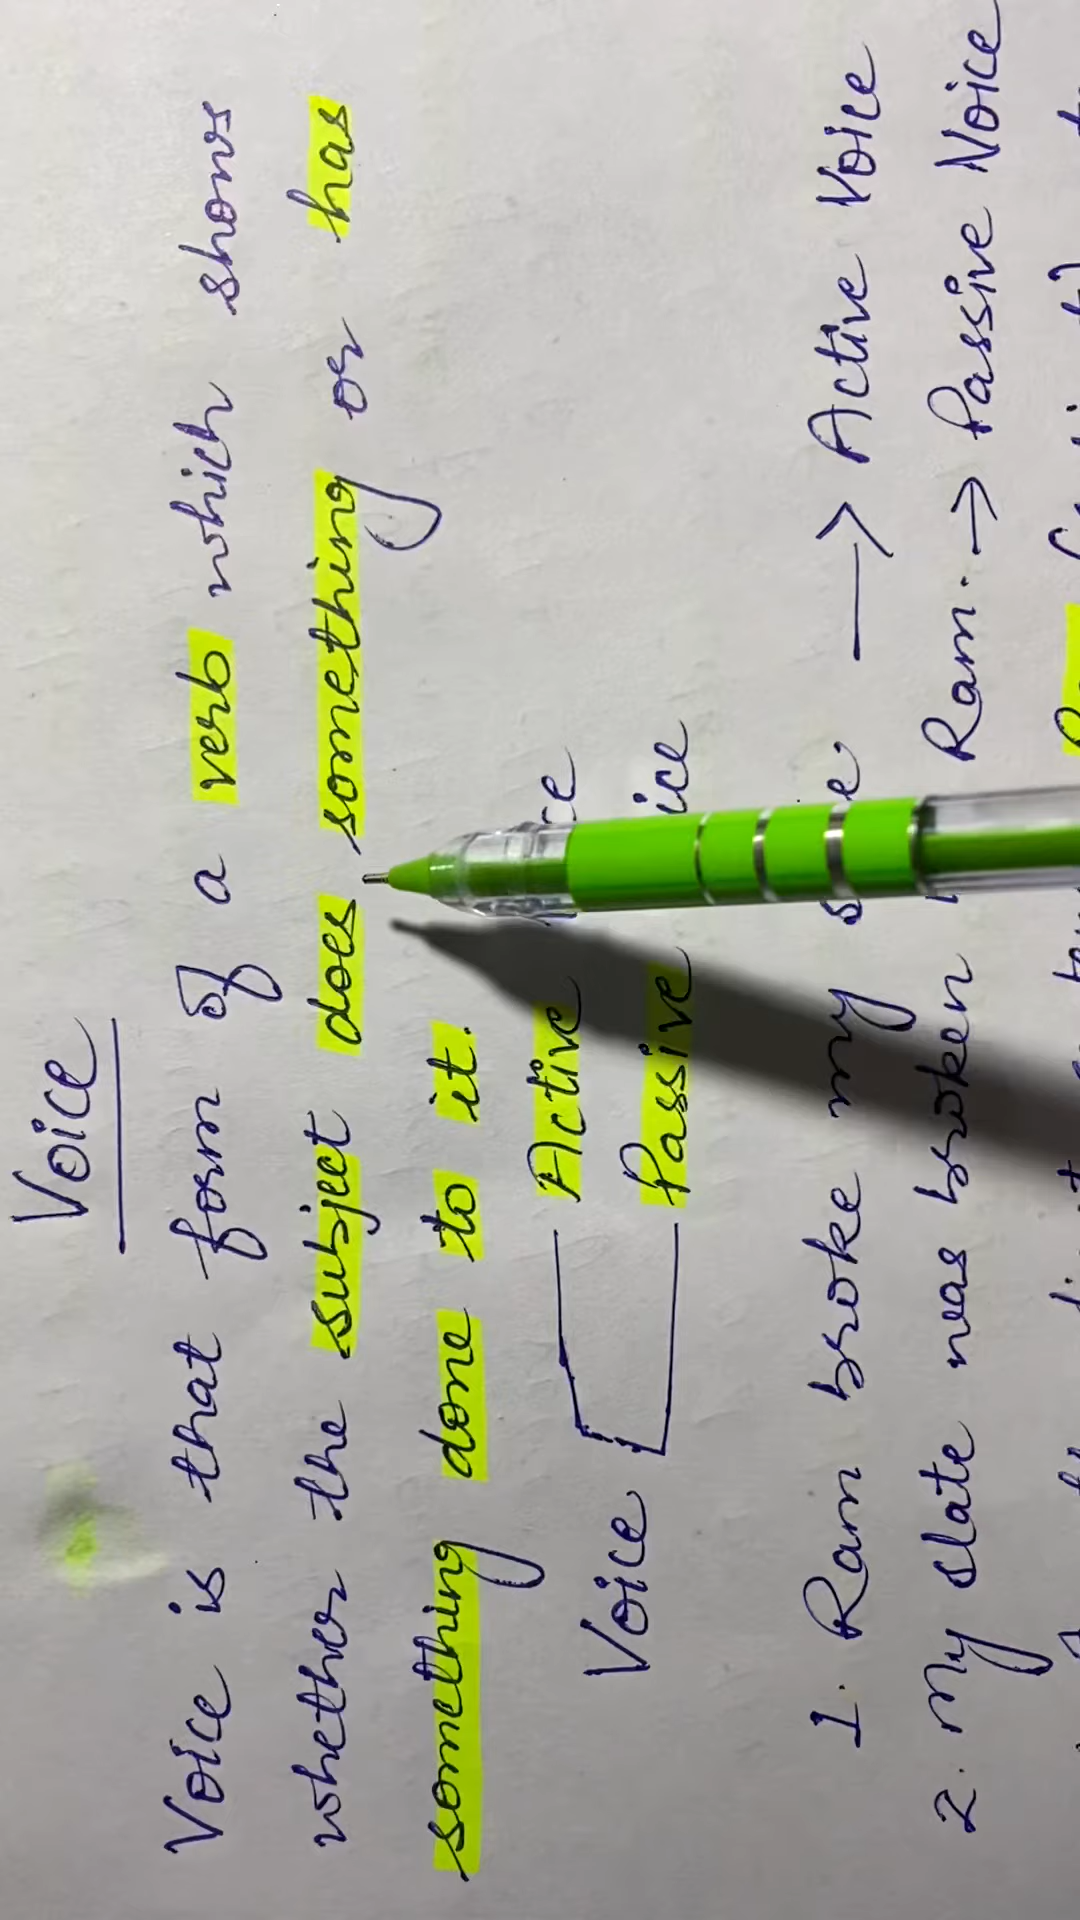 Voice
Voice is that form of a verb which shows
whether the subject does something or has
something done to it.
Active
Voice
Passive
1. Ram broke my → Active Voice
2. My slate was broken Ram. → Passive Noice